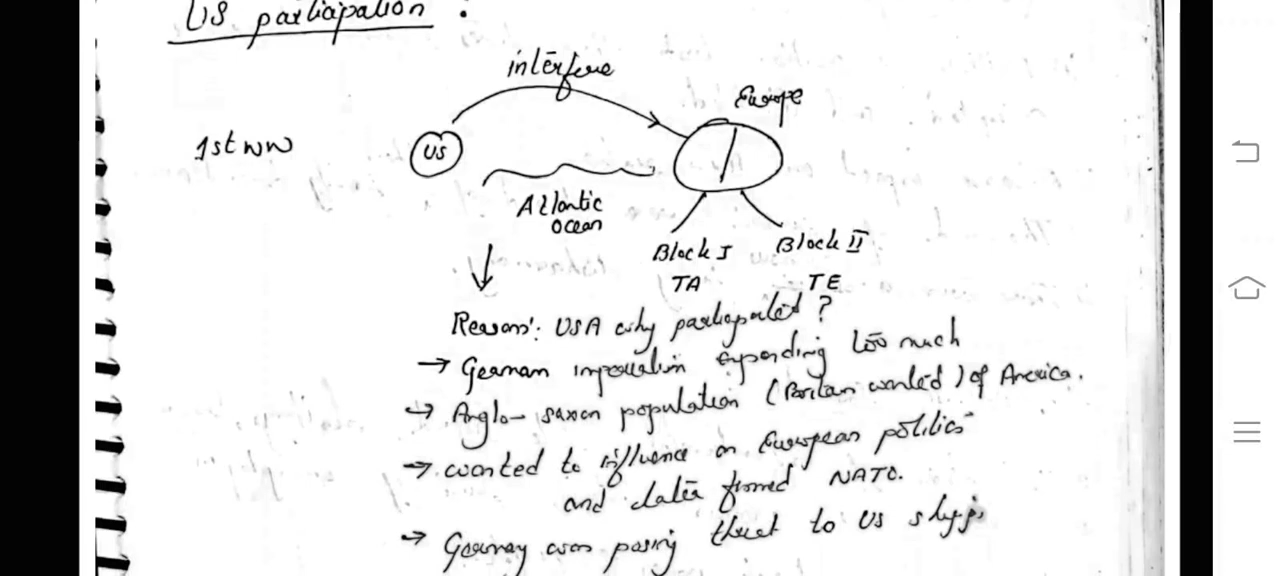 US participation :
interfere
Europe
1st WW
US
Atlantic
ocean
Block I
Block II
TA
TE
Reason: USA why participated ?
→ German imperialism expanding too much
→ Anglo-saxon population (Britain wanted) of America.
→ wanted to influence on European politics
and later formed NATO.
→ Germany was posing threat to US ships